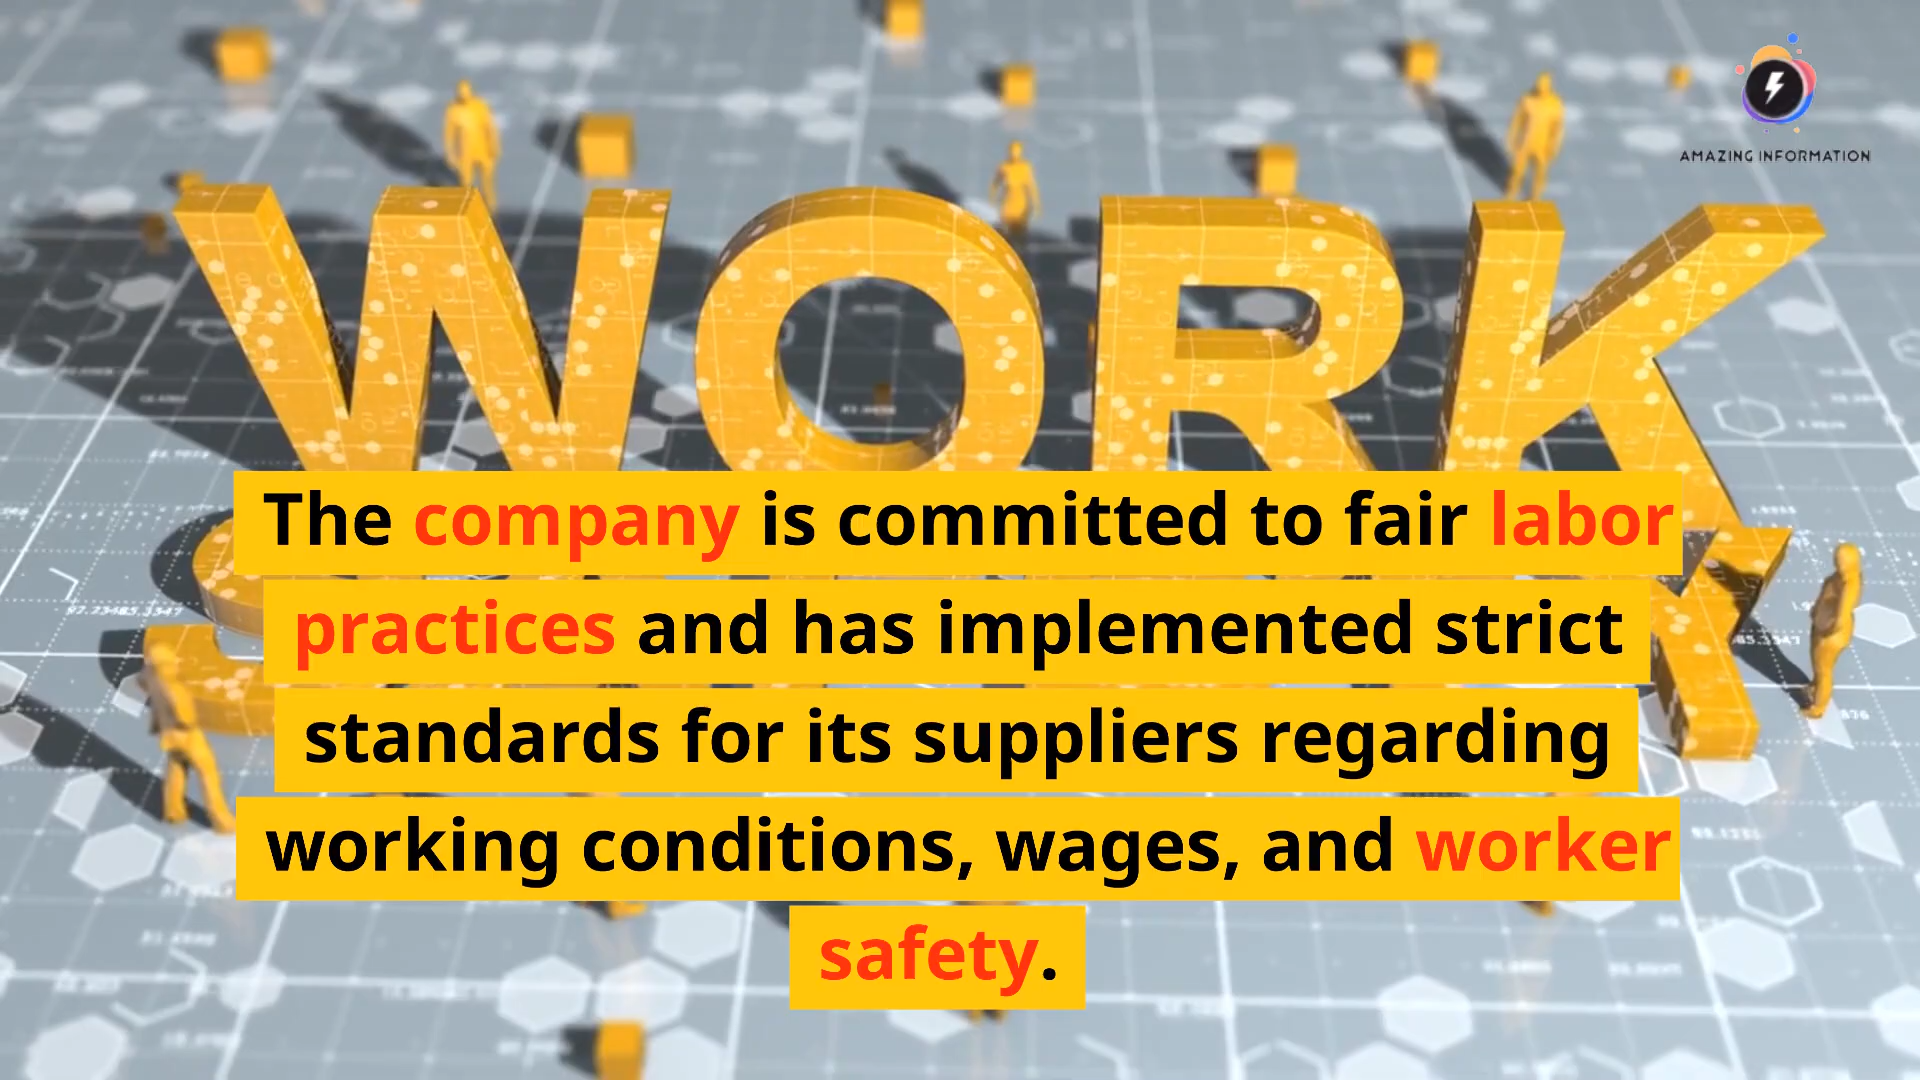 AMAZING INFORMATION
WORK
The company is committed to fair labor
practices and has implemented strict
standards for its suppliers regarding
working conditions, wages, and worker
safety.